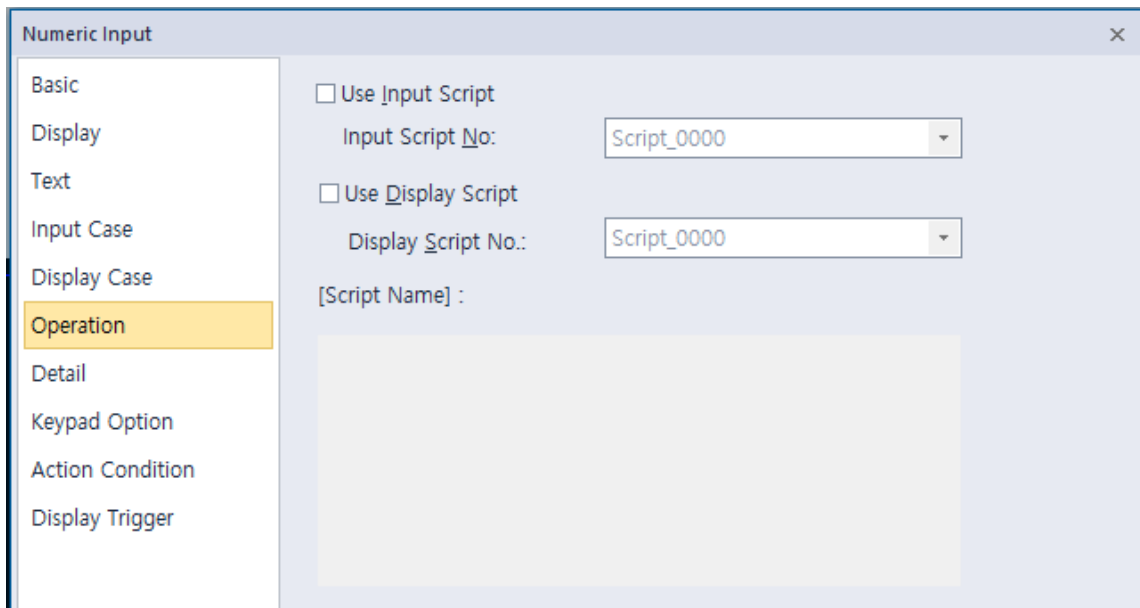 Numeric Input
Basic
Display
Text
Input Case
Display Case
Operation
Detail
Keypad Option
Action Condition
Display Trigger
Use Input Script
Input Script No:
Script_0000
Use Display Script
Display Script No.:
Script_0000
[Script Name] :